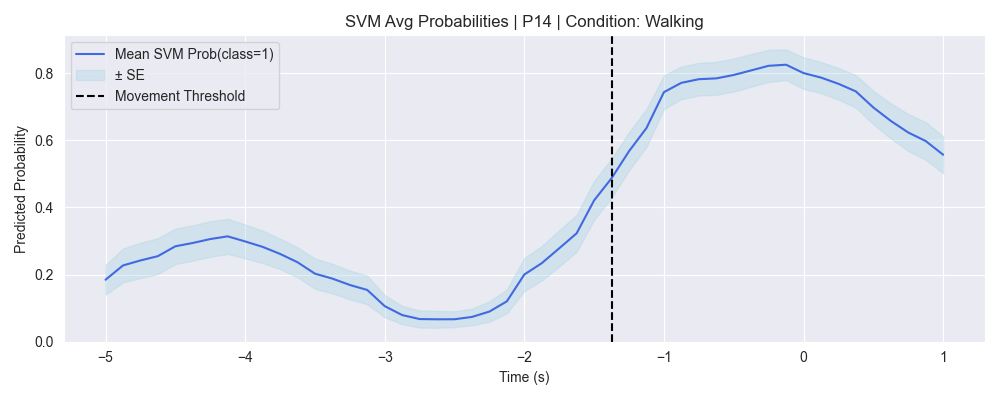 SVM Avg Probabilities | P14 | Condition: Walking
Mean SVM Prob(class=1)
± SE
Movement Threshold
Predicted Probability
0.8
0.6
0.4
0.2
0.0
−5
−4
−3
−2
−1
0
1
Time (s)